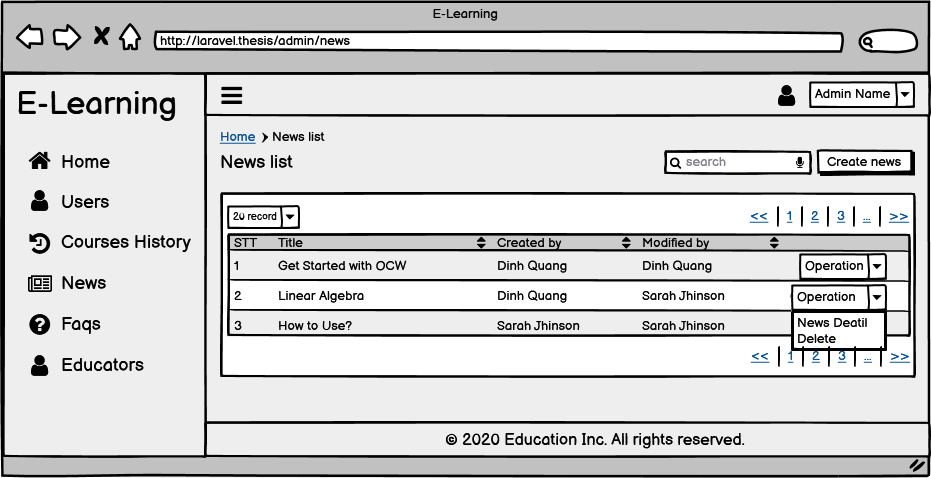 E-Learning
http://laravel.thesis/admin/news
E-Learning
Admin Name
Home
Users
Courses History
News
Faqs
Educators
Home News list
News list
search
Create news
20 record
<< 1 2 3 ... >>
STT Title Created by Modified by
1 Get Started with OCW Dinh Quang Dinh Quang Operation
2 Linear Algebra Dinh Quang Sarah Jhinson Operation
News Deatil
3 How to Use? Sarah Jhinson Sarah Jhinson
Delete
<< 1 2 3 ... >>
© 2020 Education Inc. All rights reserved.